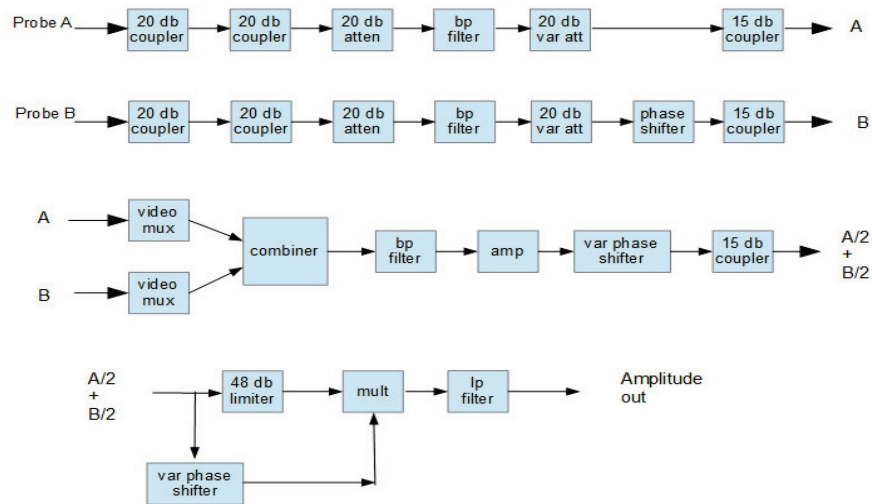 Probe A
20 db
coupler
20 db
coupler
20 db
atten
bp
filter
20 db
var att
15 db
coupler
A
Probe B
20 db
coupler
20 db
coupler
20 db
atten
bp
filter
20 db
var att
phase
shifter
15 db
coupler
B
A
video
mux
B
video
mux
combiner
bp
filter
amp
var phase
shifter
15 db
coupler
A/2
+
B/2
A/2
+
B/2
48 db
limiter
mult
lp
filter
Amplitude
out
var phase
shifter